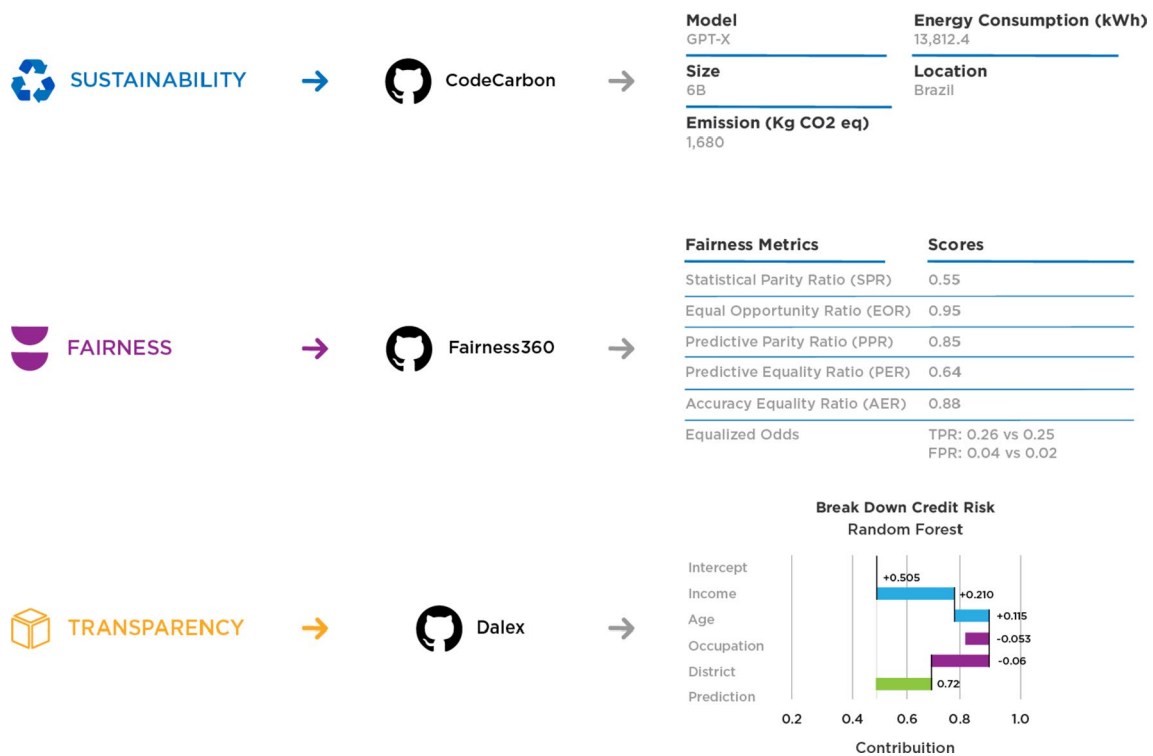 SUSTAINABILITY
CodeCarbon
Model
GPT-X
Energy Consumption (kWh)
13,812.4
Size
6B
Location
Brazil
Emission (Kg CO2 eq)
1,680
FAIRNESS
Fairness360
Fairness Metrics Scores
Statistical Parity Ratio (SPR) 0.55
Equal Opportunity Ratio (EOR) 0.95
Predictive Parity Ratio (PPR) 0.85
Predictive Equality Ratio (PER) 0.64
Accuracy Equality Ratio (AER) 0.88
Equalized Odds TPR: 0.26 vs 0.25
FPR: 0.04 vs 0.02
TRANSPARENCY
Dalex
Break Down Credit Risk
Random Forest
Intercept
+0.505
Income +0.210
Age +0.115
Occupation -0.053
District -0.06
Prediction 0.72
0.2 0.4 0.6 0.8 1.0
Contribuition